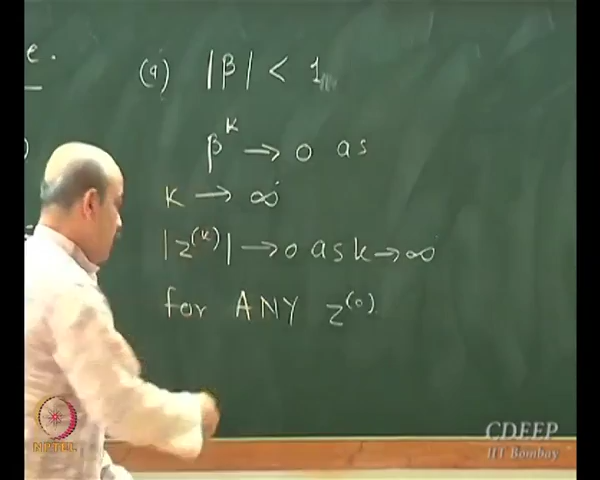 e.
(a) |β| < 1
β^k → 0 as
k → ∞
|z^(k)| → 0 as k → ∞
for ANY z^(0)
NPTEL
CDEEP
IIT Bombay